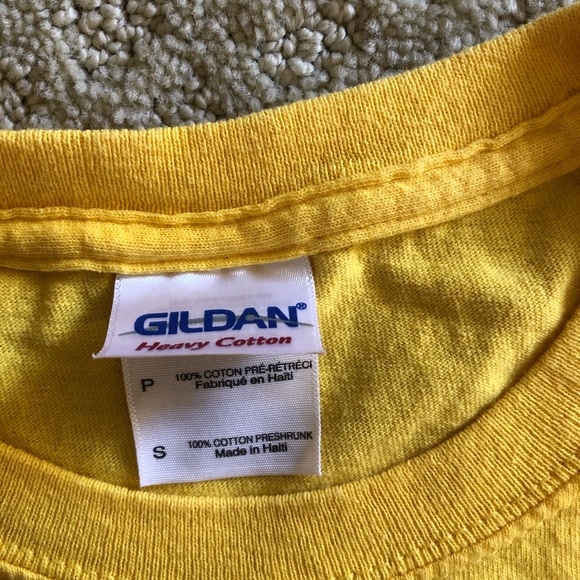 GILDAN®
Heavy Cotton
P 100% COTON PRÉ-RÉTRÉCI
Fabriqué en Haïti
S 100% COTTON PRESHRUNK
Made in Haiti